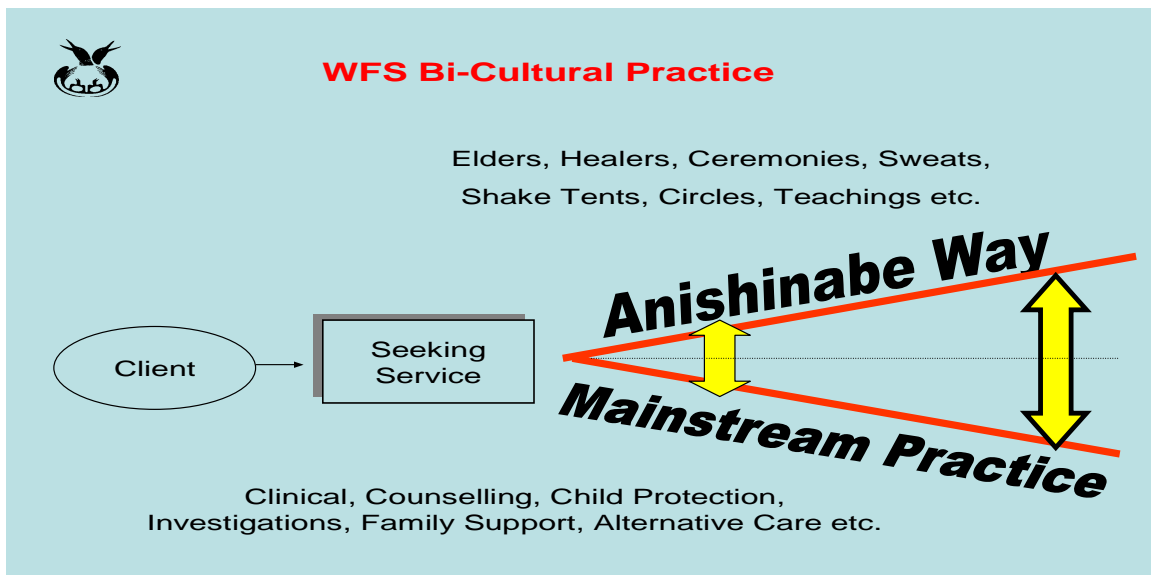 WFS Bi-Cultural Practice
Elders, Healers, Ceremonies, Sweats,
Shake Tents, Circles, Teachings etc.
Anishinabe Way
Client
Seeking
Service
Mainstream Practice
Clinical, Counselling, Child Protection,
Investigations, Family Support, Alternative Care etc.